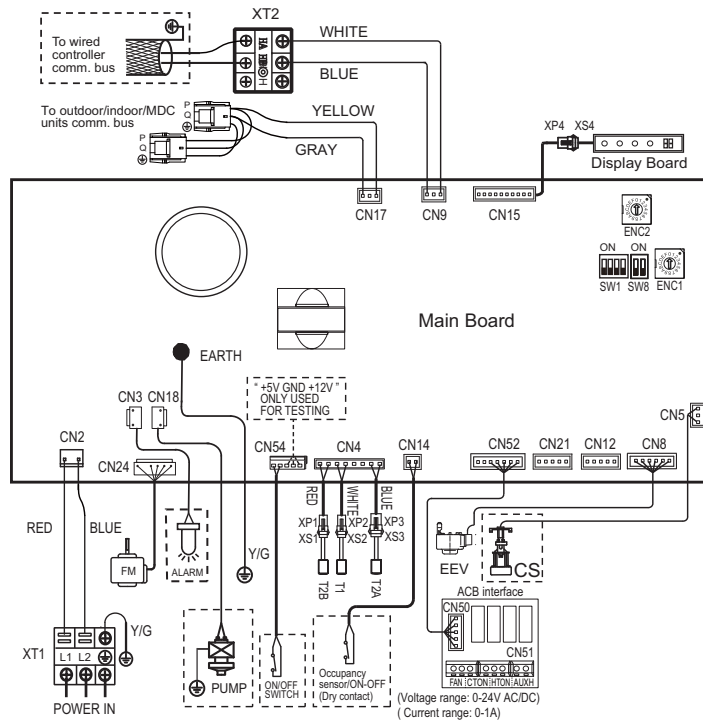 XT2
To wired
controller
comm. bus
HA HB
WHITE
BLUE
To outdoor/indoor/MDC
units comm. bus
P
Q
P
Q
YELLOW
GRAY
XP4 XS4
Display Board
CN17
CN9
CN15
ENC2
ON ON
SW1 SW8 ENC1
Main Board
EARTH
" +5V GND +12V "
ONLY USED
FOR TESTING
CN3 CN18
CN5
CN2
CN24
CN54
CN4
CN14
CN52
CN21
CN12
CN8
RED
BLUE
RED
WHITE
BLUE
XP1 XP2 XP3
XS1 XS2 XS3
T2B
T1
T2A
FM
ALARM
Y/G
EEV
CS
ACB interface
CN50
CN51
FAN CTON HTON AUXH
Y/G
XT1
L1 L2
POWER IN
PUMP
ON/OFF
SWITCH
Occupancy
sensor/ON-OFF
(Dry contact)
(Voltage range: 0-24V AC/DC)
( Current range: 0-1A)